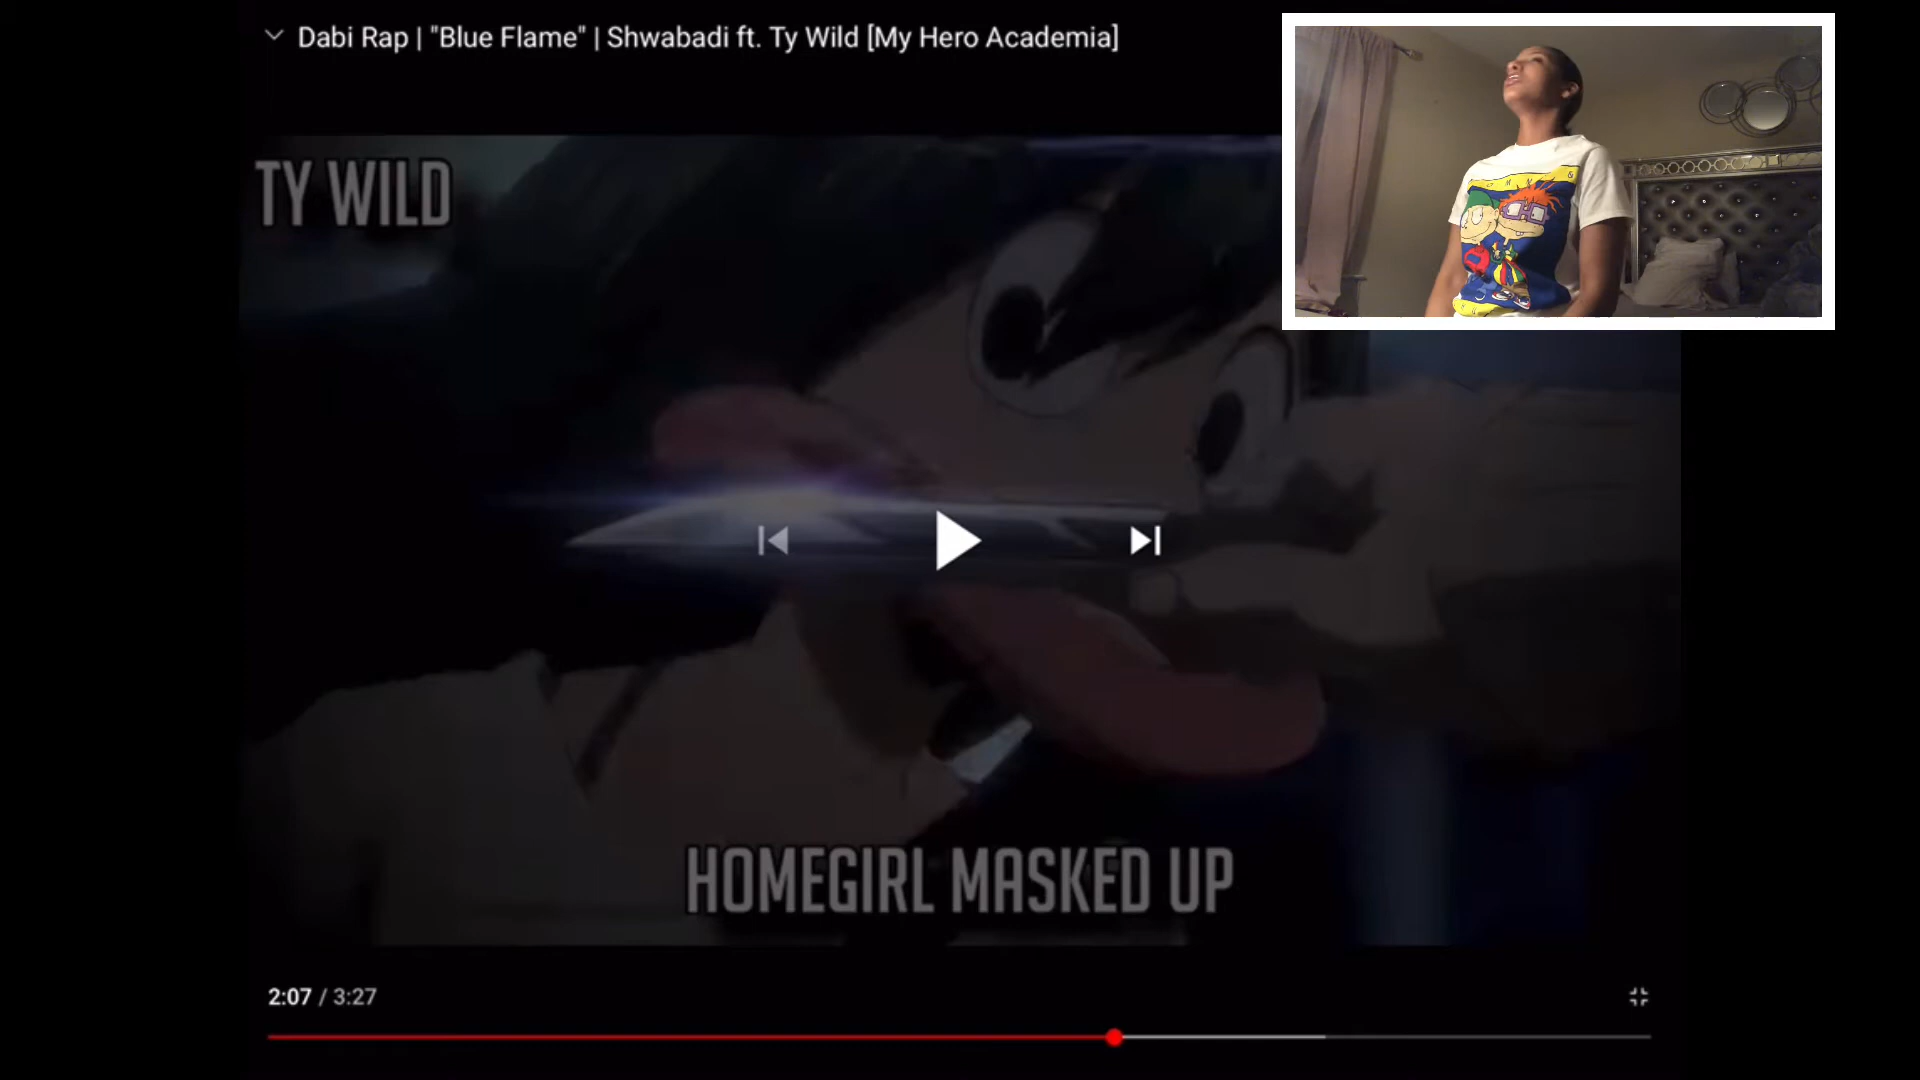 Dabi Rap | "Blue Flame" | Shwabadi ft. Ty Wild [My Hero Academia]
TY WILD
HOMEGIRL MASKED UP
2:07 / 3:27